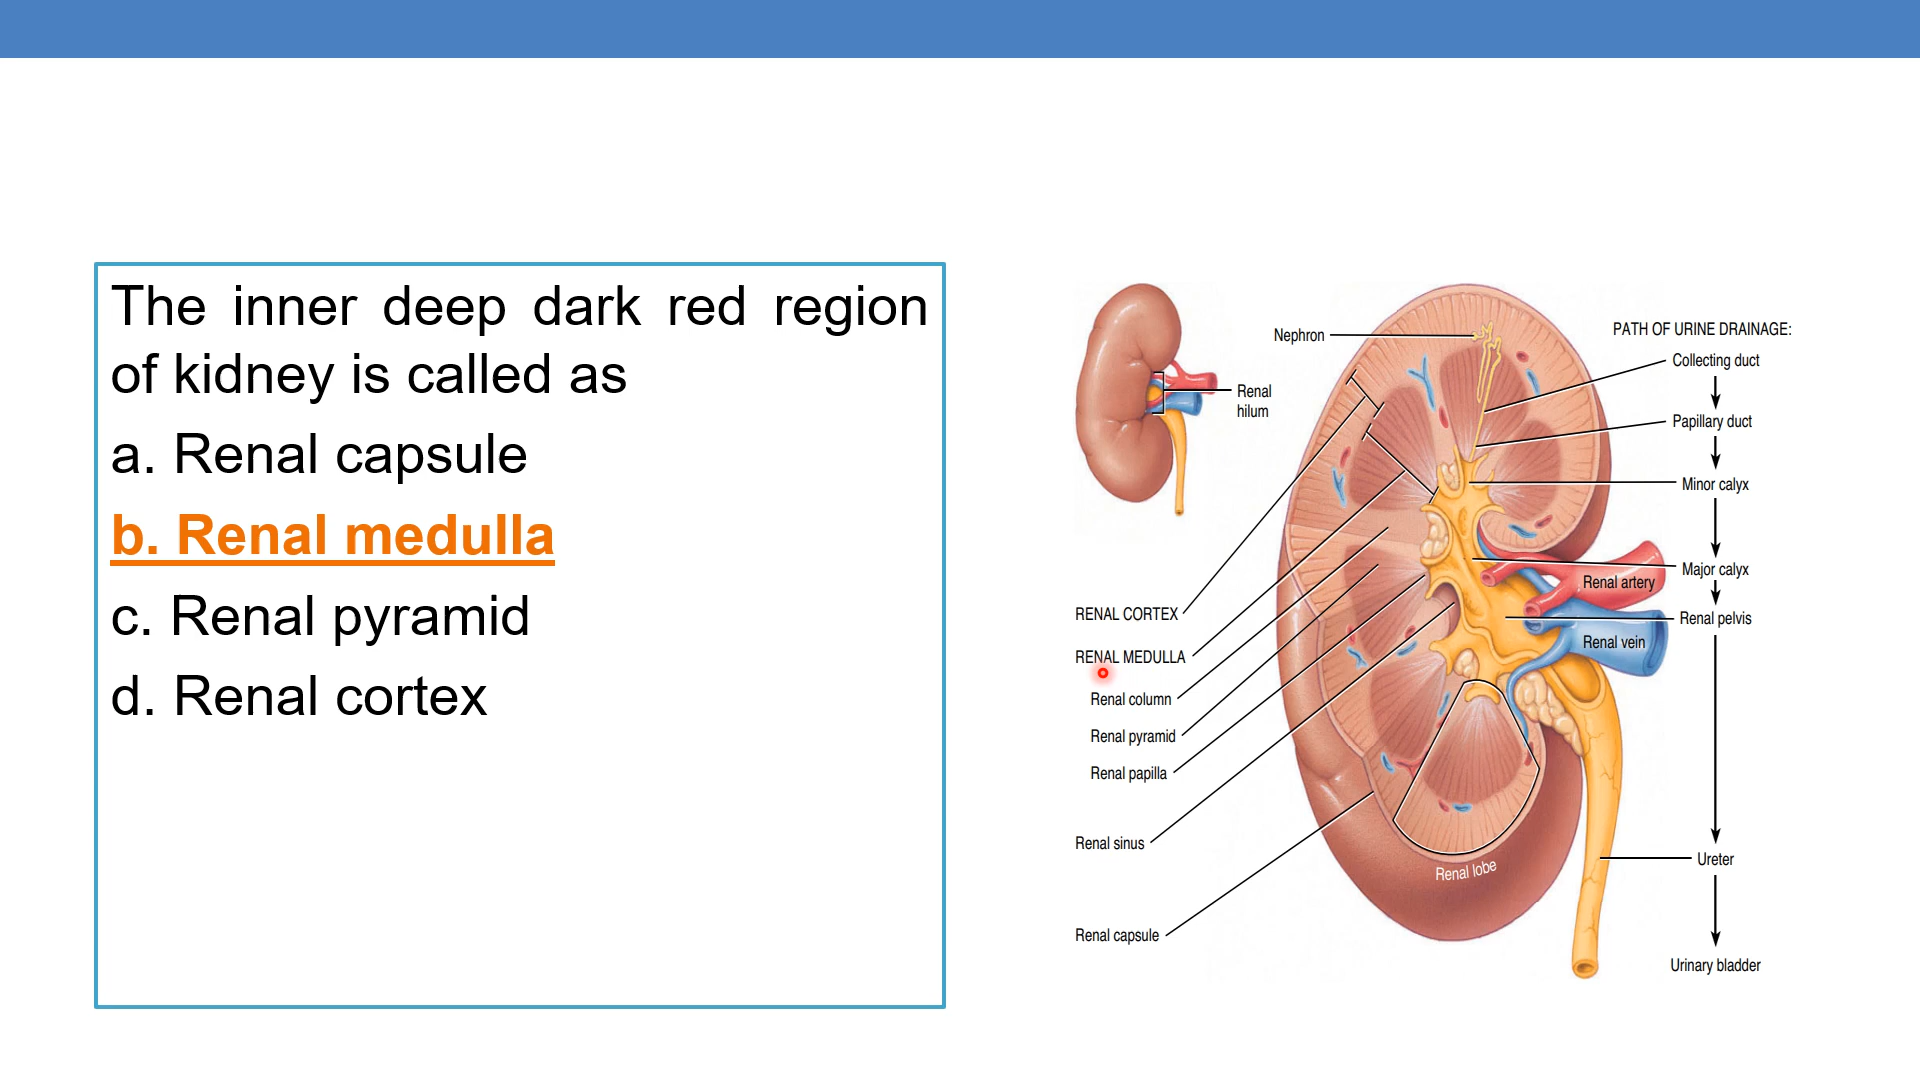 The inner deep dark red region
of kidney is called as
a. Renal capsule
b. Renal medulla
c. Renal pyramid
d. Renal cortex
Renal
hilum
Nephron
RENAL CORTEX
RENAL MEDULLA
Renal column
Renal pyramid
Renal papilla
Renal sinus
Renal capsule
Renal lobe
Renal artery
Renal vein
PATH OF URINE DRAINAGE:
Collecting duct
Papillary duct
Minor calyx
Major calyx
Renal pelvis
Ureter
Urinary bladder